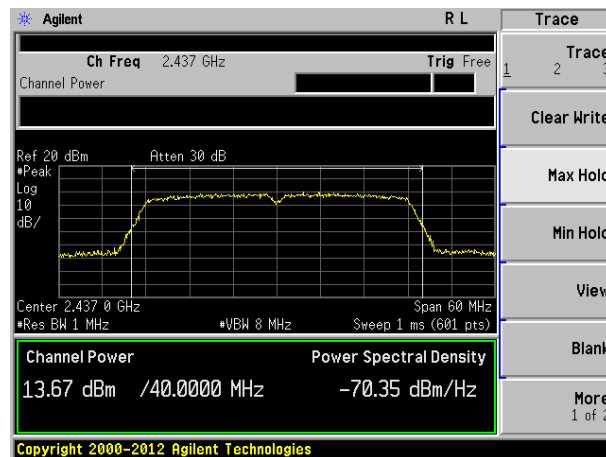 Agilent R L Trace
Ch Freq 2.437 GHz Trig Free
Channel Power
Trace
1 2 3
Clear Write
Max Hold
Min Hold
View
Blank
More
1 of 2
Ref 20 dBm Atten 30 dB
#Peak
Log
10
dB/
Center 2.437 0 GHz Span 60 MHz
#Res BW 1 MHz #VBW 8 MHz Sweep 1 ms (601 pts)
Channel Power Power Spectral Density
13.67 dBm /40.0000 MHz -70.35 dBm/Hz
Copyright 2000-2012 Agilent Technologies